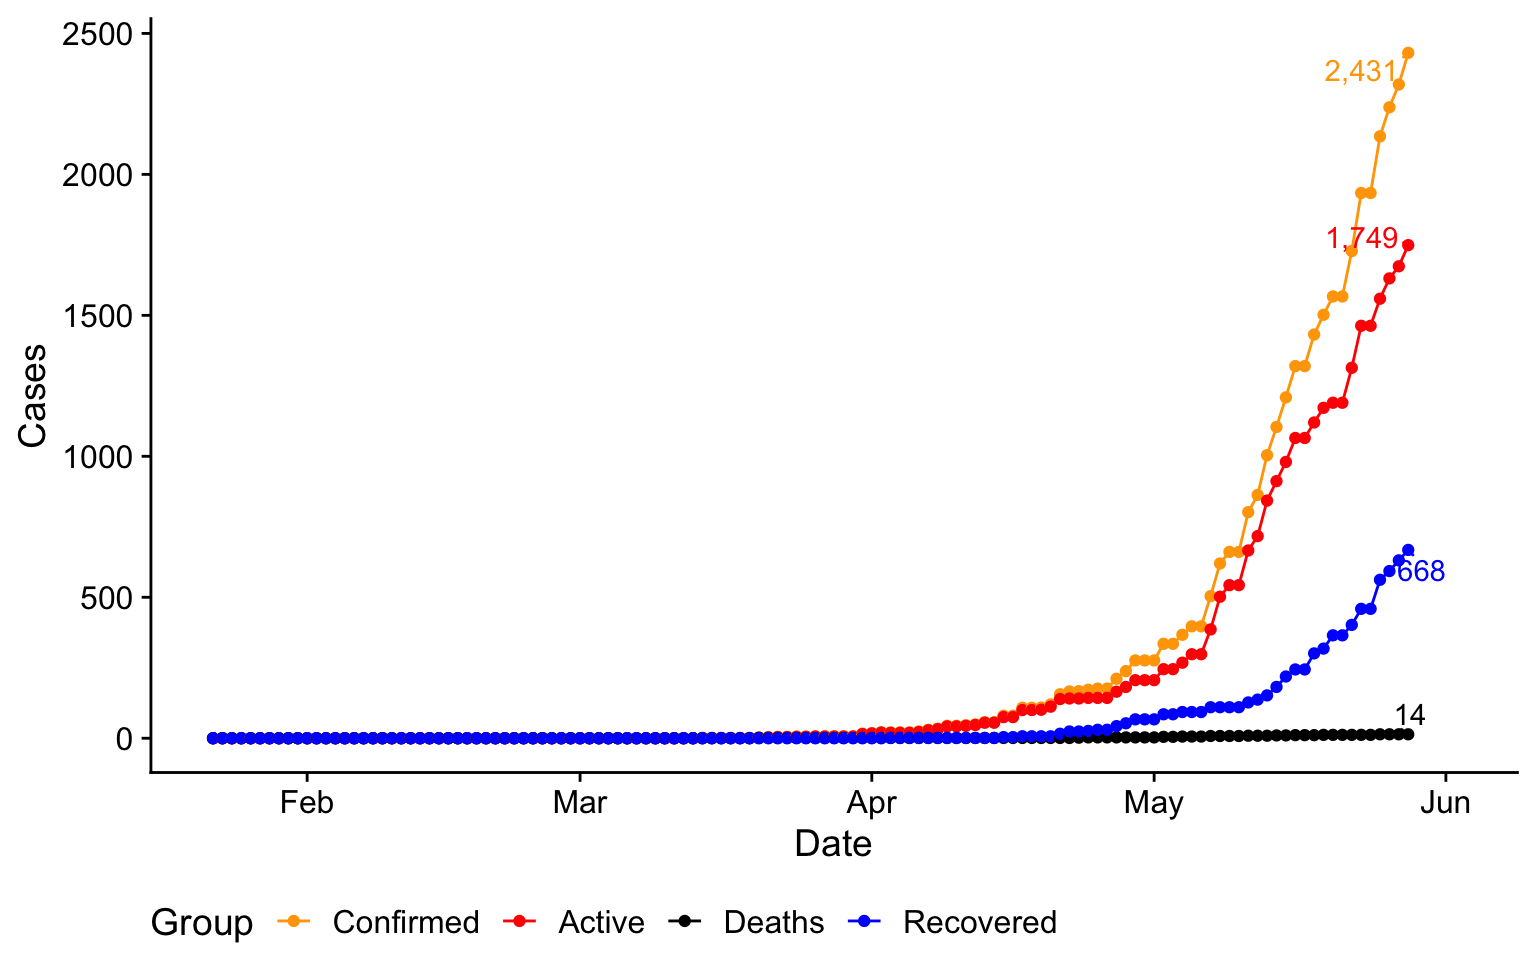 2500
2,431
2000
1,749
1500
Cases
1000
668
500
14
0
Feb Mar Apr May Jun
Date
Group Confirmed Active Deaths Recovered